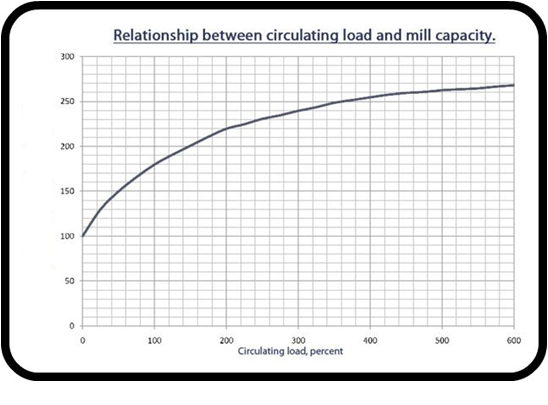 Relationship between circulating load and mill capacity.
300
250
200
150
100
50
0
0 100 200 300 400 500 600
Circulating load, percent